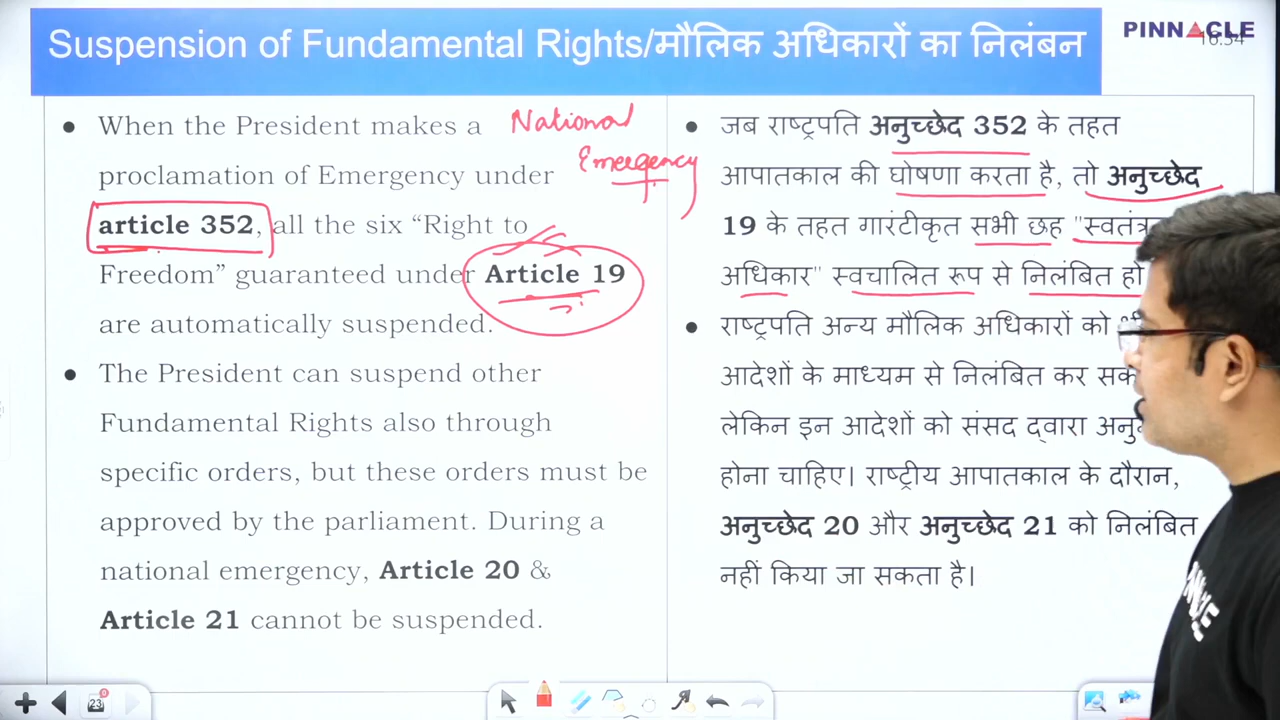 Suspension of Fundamental Rights/मौलिक अधिकारों का निलंबन
PINNACLE
When the President makes a
proclamation of Emergency under
article 352, all the six “Right to
Freedom” guaranteed under Article 19
are automatically suspended.
The President can suspend other
Fundamental Rights also through
specific orders, but these orders must be
approved by the parliament. During a
national emergency, Article 20 &
Article 21 cannot be suspended.
National
Emergency
जब राष्ट्रपति अनुच्छेद 352 के तहत
आपातकाल की घोषणा करता है, तो अनुच्छेद
19 के तहत गारंटीकृत सभी छह "स्वतंत्र
अधिकार" स्वचालित रूप से निलंबित हो
राष्ट्रपति अन्य मौलिक अधिकारों को
आदेशों के माध्यम से निलंबित कर
लेकिन इन आदेशों को संसद द्वारा
होना चाहिए। राष्ट्रीय आपातकाल के दौरान,
अनुच्छेद 20 और अनुच्छेद 21 को निलंबित
नहीं किया जा सकता है।
23